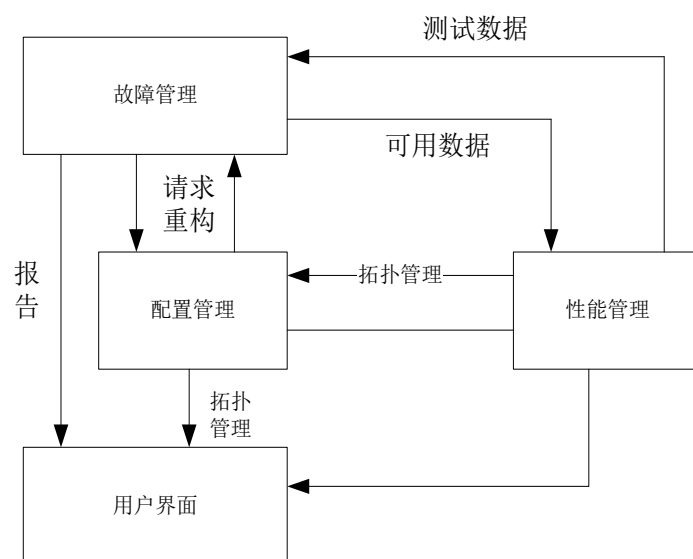 测试数据
故障管理
可用数据
请求
重构
报
告
拓扑管理
配置管理
性能管理
拓扑
管理
用户界面